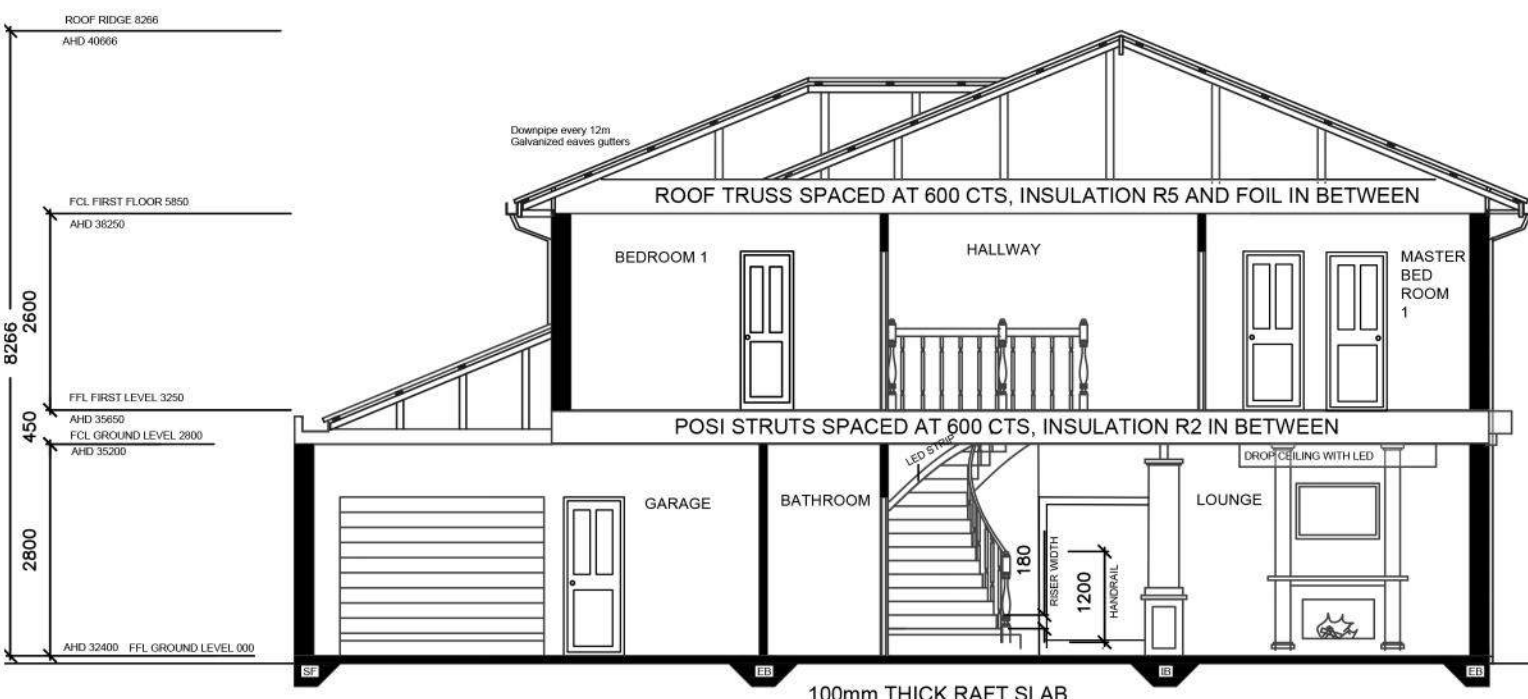 ROOF RIDGE 8266
AHD 40666
Downpipe every 12m
Galvanized eaves gutters
ROOF TRUSS SPACED AT 600 CTS, INSULATION R5 AND FOIL IN BETWEEN
FCL FIRST FLOOR 5850
AHD 38250
BEDROOM 1
HALLWAY
MASTER
BED
ROOM
1
2600
8266
FFL FIRST LEVEL 3250
AHD 35650
450
FCL GROUND LEVEL 2800
AHD 35200
POSI STRUTS SPACED AT 600 CTS, INSULATION R2 IN BETWEEN
LED STRIP
DROP CEILING WITH LED
GARAGE
BATHROOM
LOUNGE
2800
180
RISER WIDTH
1200
HANDRAIL
AHD 32400 FFL GROUND LEVEL 000
SF
EB
IB
EB
100mm THICK RAFT SLAB